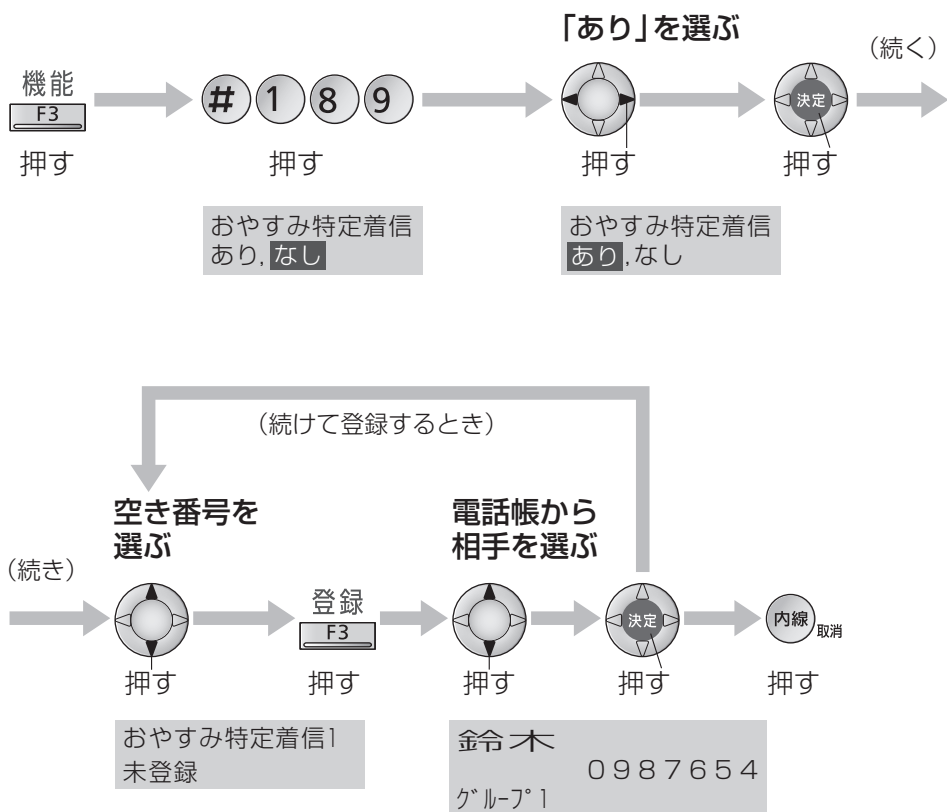 「あり」を選ぶ
（続く）
機能
F3
押す
# 1 8 9
押す
押す
決定
押す
おやすみ特定着信
あり,なし
おやすみ特定着信
あり,なし
（続けて登録するとき）
空き番号を
選ぶ
電話帳から
相手を選ぶ
（続き）
押す
登録
F3
押す
押す
決定
押す
内線
取消
押す
おやすみ特定着信1
未登録
鈴木
０９８７６５４
ｸﾞﾙｰﾌﾟ1